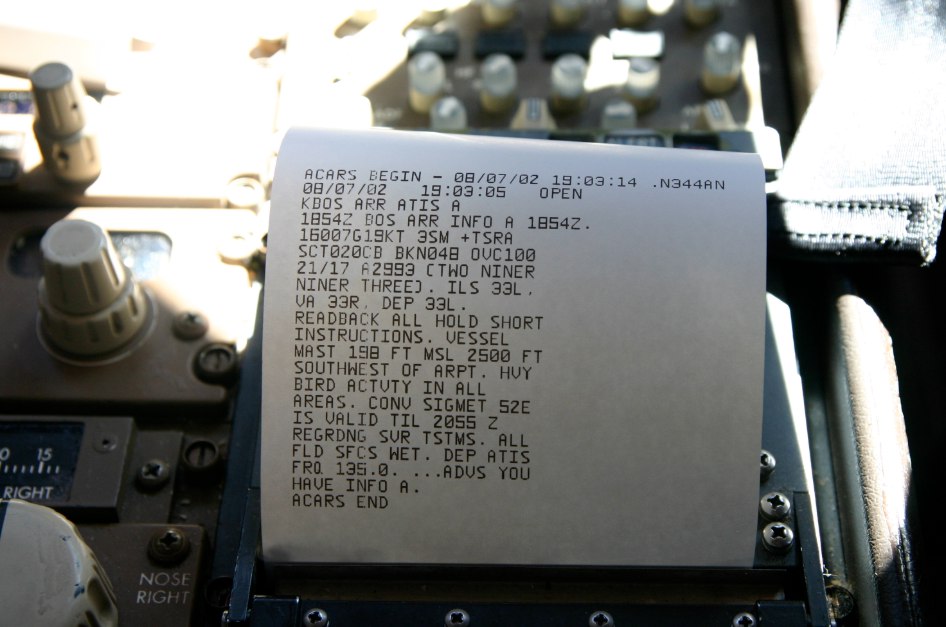 ACARS BEGIN - 08/07/02 19:03:14 .N344AN
08/07/02 19:03:05 OPEN
KBOS ARR ATIS A
1854Z BOS ARR INFO A 1854Z.
16007G19KT 3SM +TSRA
SCT020CB BKN048 OVC100
21/17 A2993 [TWO NINER
NINER THREE]. ILS 33L,
VA 33R, DEP 33L.
READBACK ALL HOLD SHORT
INSTRUCTIONS. VESSEL
MAST 198 FT MSL 2500 FT
SOUTHWEST OF ARPT. HVY
BIRD ACTVTY IN ALL
AREAS. CONV SIGMET 52E
IS VALID TIL 2055 Z
REGRDNG SVR TSTMS. ALL
FLD SFCS WET. DEP ATIS
FRQ 135.0. ...ADVS YOU
HAVE INFO A.
ACARS END
0 15
RIGHT
NOSE
RIGHT